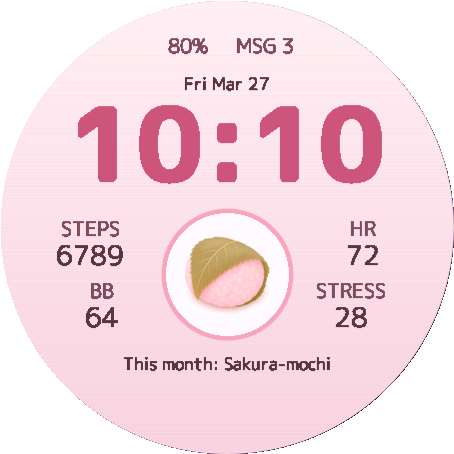 80% MSG 3
Fri Mar 27
10:10
STEPS HR
6789 72
BB STRESS
64 28
This month: Sakura-mochi